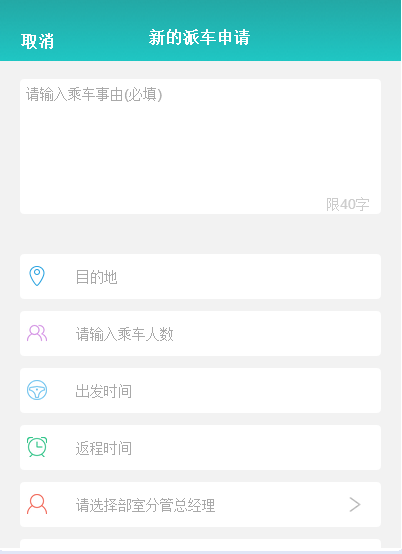 取消
新的派车申请
请输入乘车事由(必填)
限40字
目的地
请输入乘车人数
出发时间
返程时间
请选择部室分管总经理